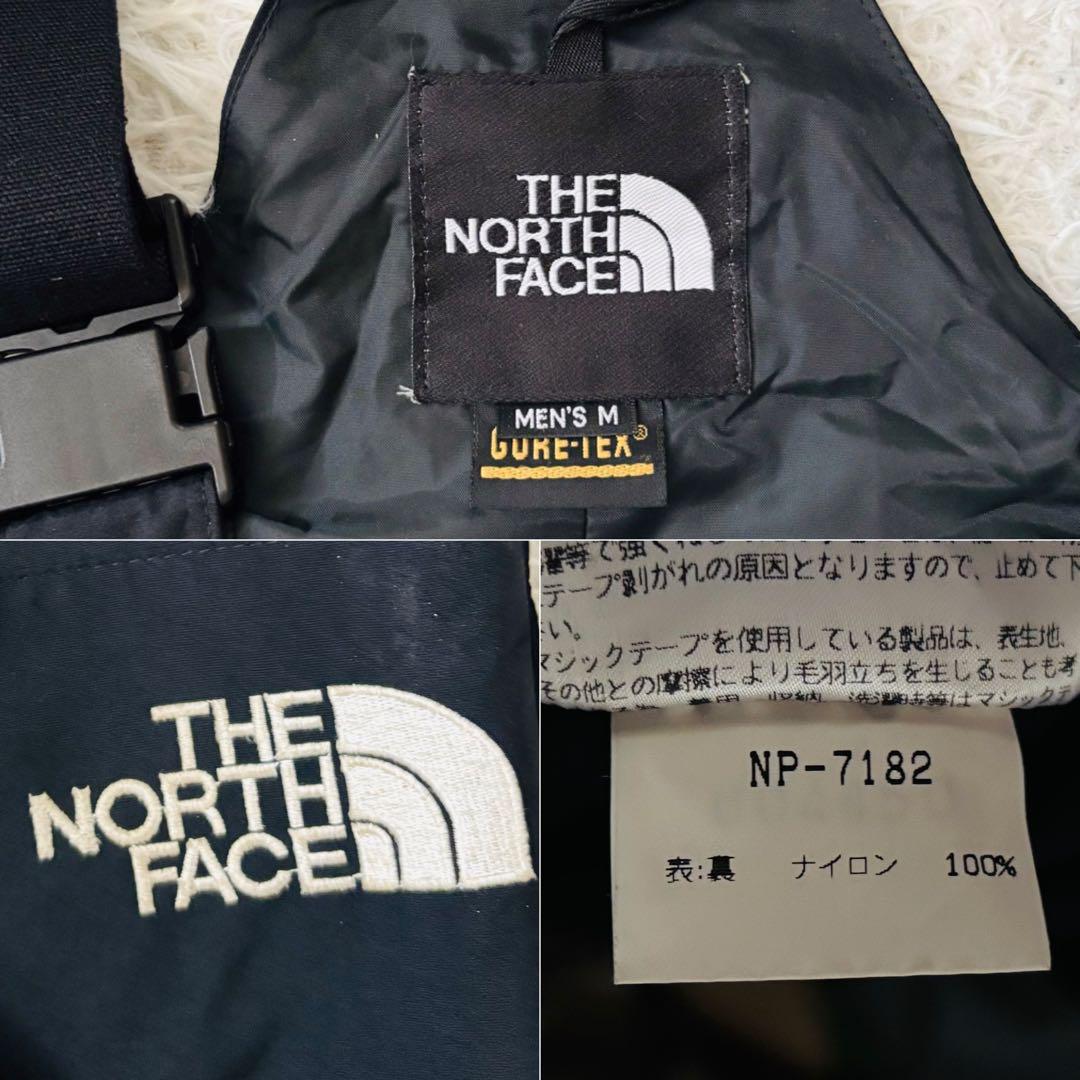 THE
NORTH
FACE
MEN'S M
GORE-TEX®
THE
NORTH
FACE
テープ剝がれの原因となりますので、止めて下
い。
マジックテープを使用している製品は、表生地、
その他との摩擦により毛羽立ちを生じることも考
NP-7182
表:裏 ナイロン 100%